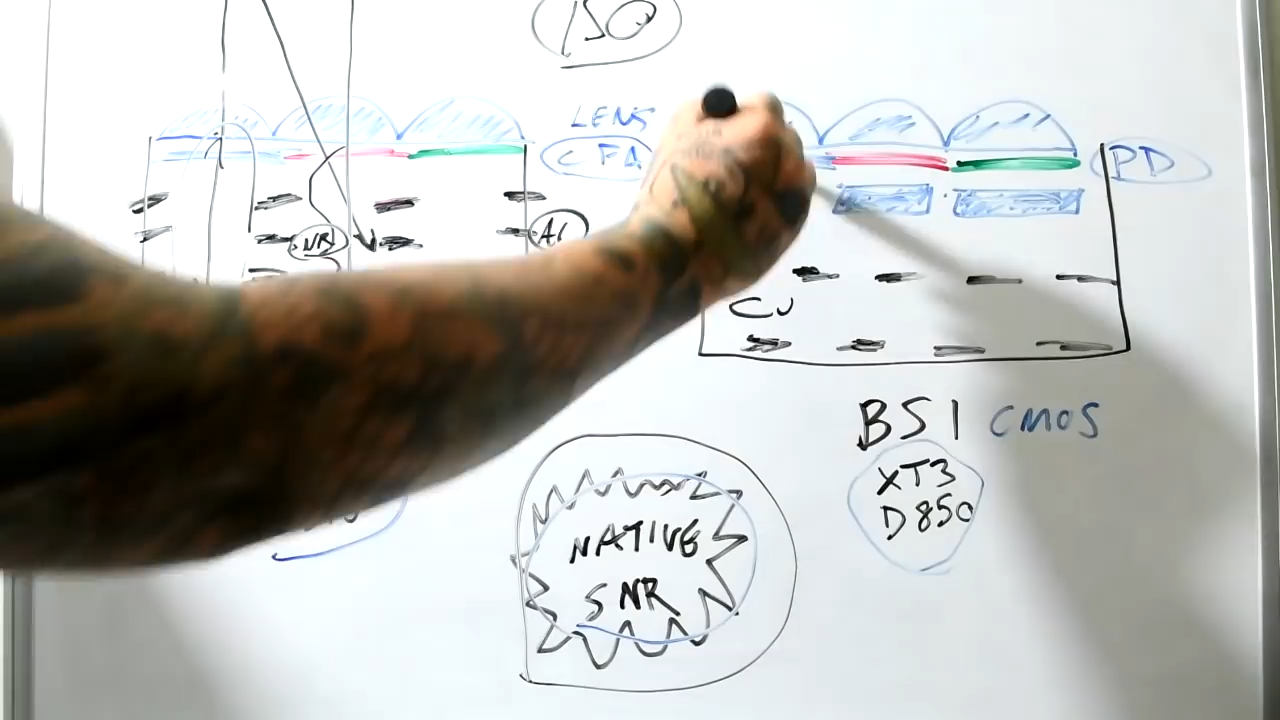 ISO
LENS
CFA
PD
NR
Al
Cu
BSI CMOS
XT3
D850
NATIVE
SNR